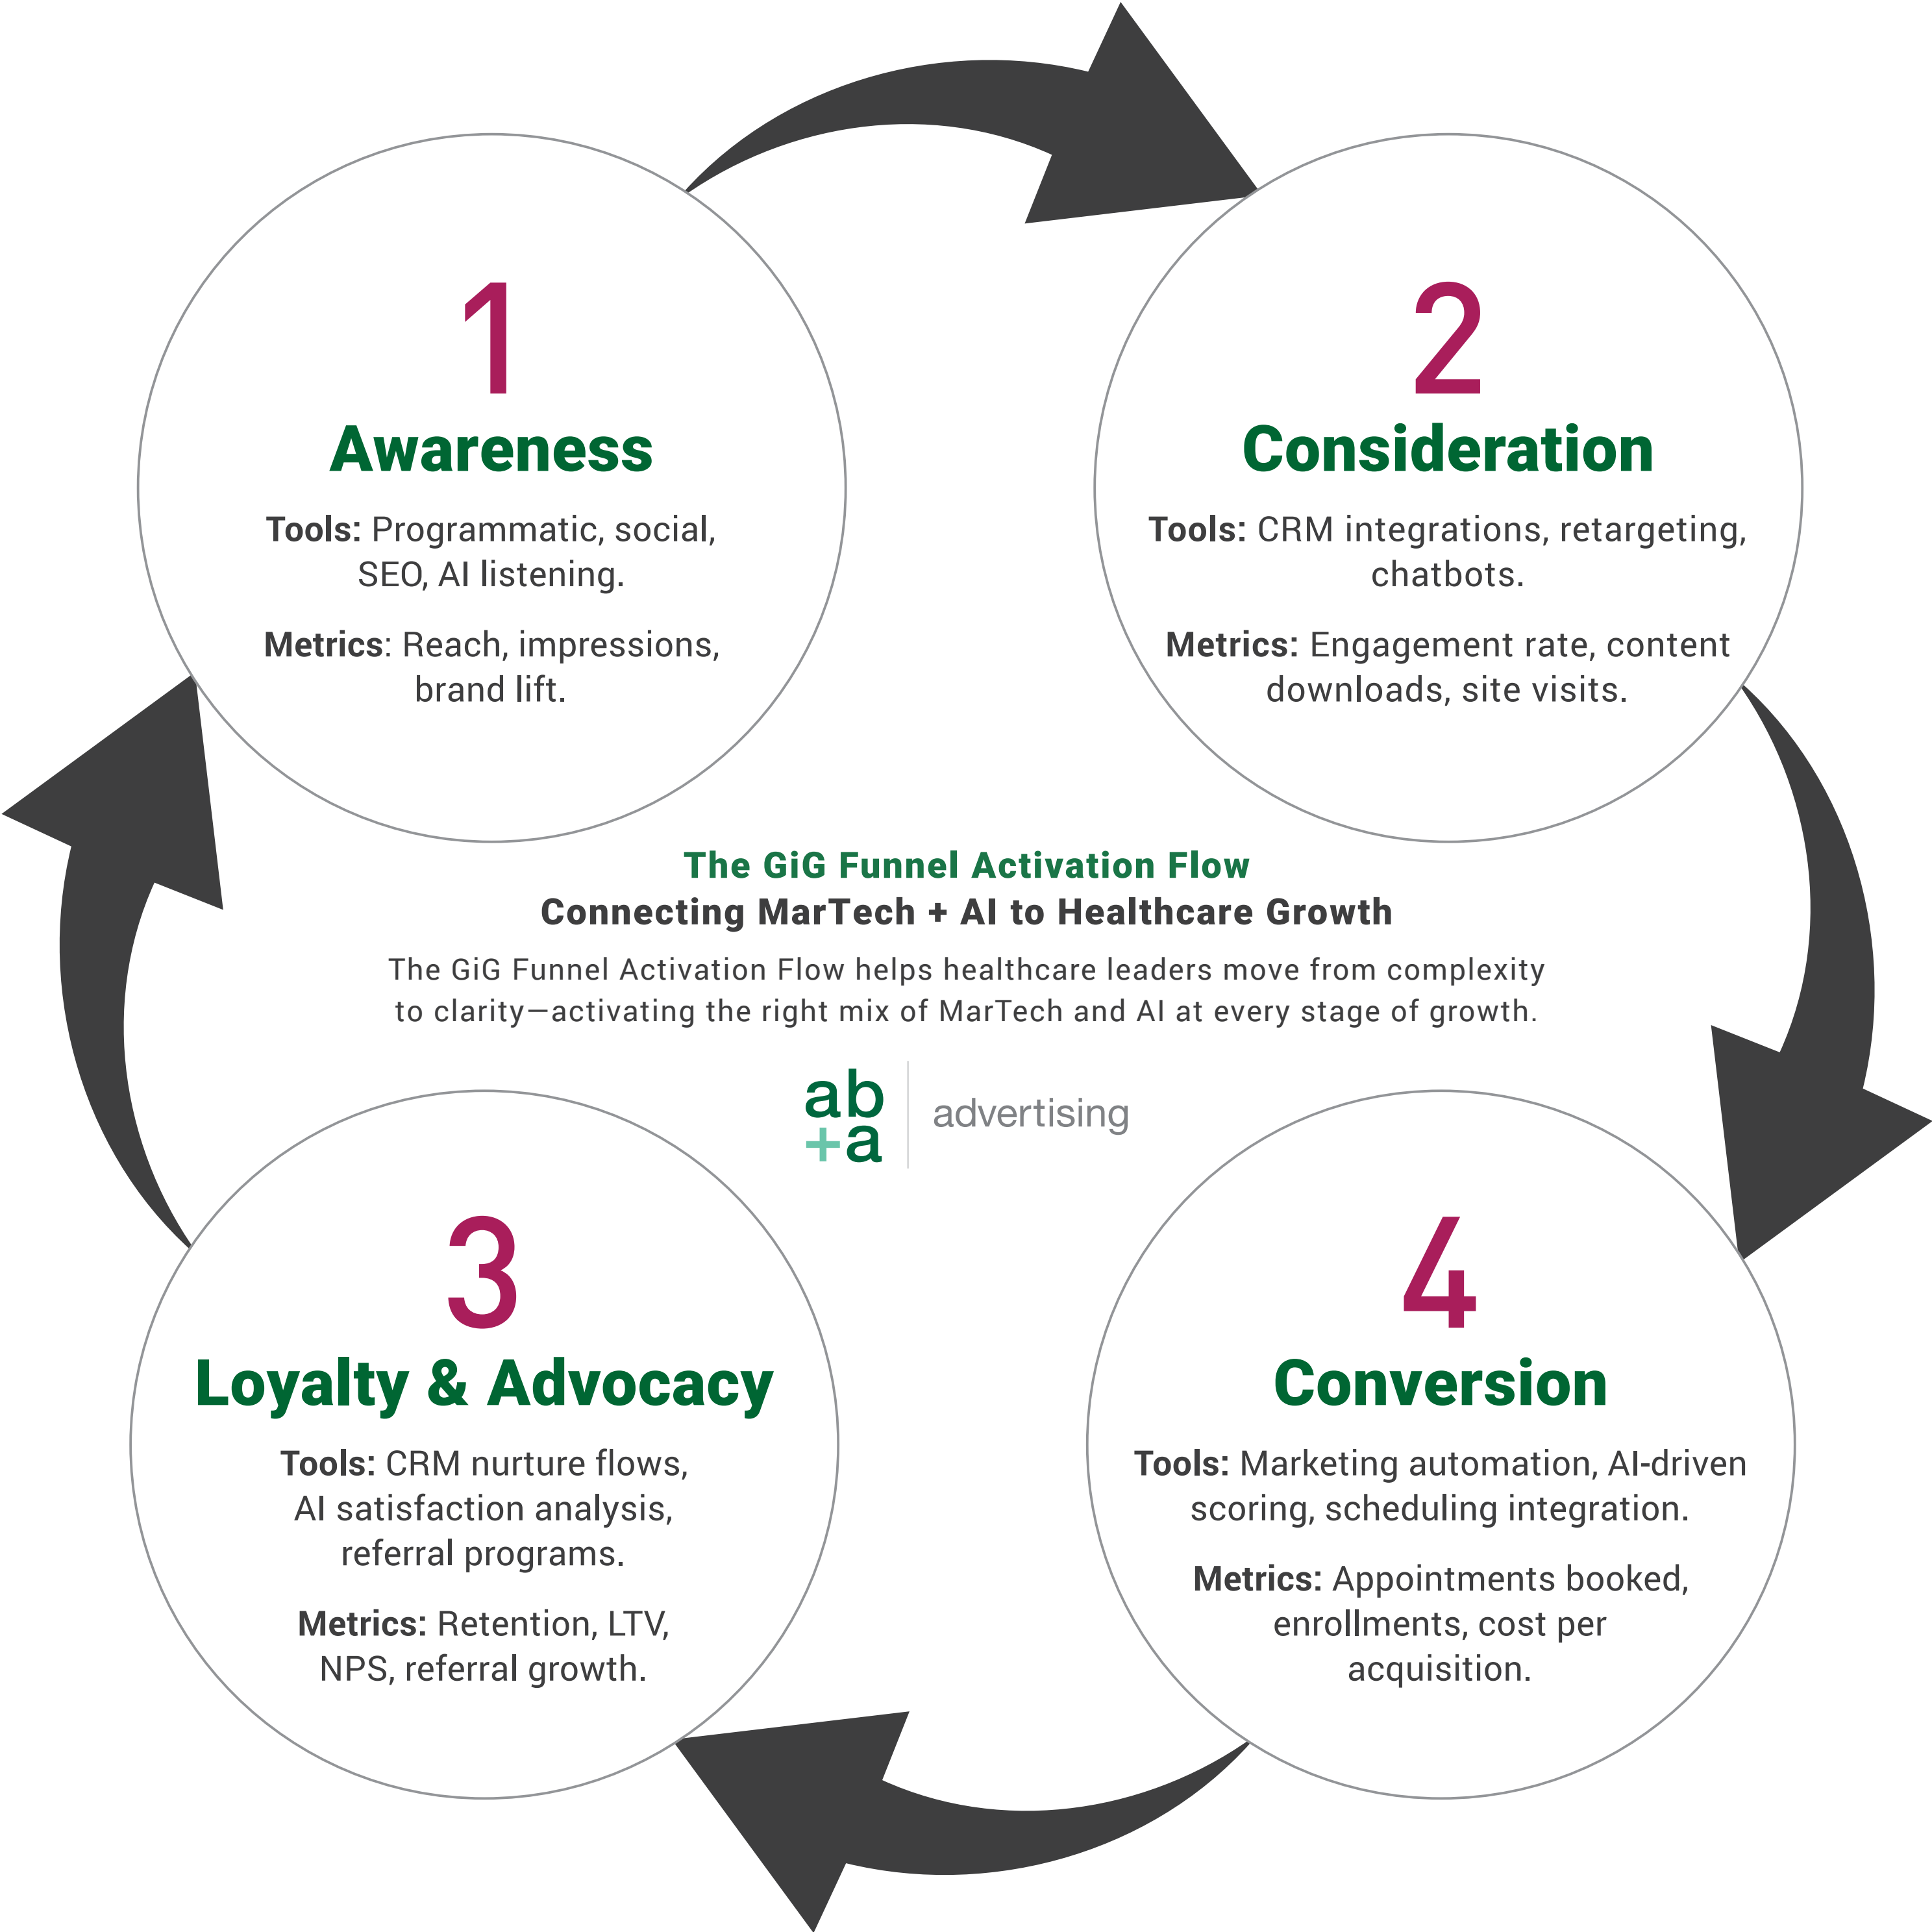 1
Awareness
Tools: Programmatic, social,
SEO, AI listening.
Metrics: Reach, impressions,
brand lift.
2
Consideration
Tools: CRM integrations, retargeting,
chatbots.
Metrics: Engagement rate, content
downloads, site visits.
The GiG Funnel Activation Flow
Connecting MarTech + AI to Healthcare Growth
The GiG Funnel Activation Flow helps healthcare leaders move from complexity
to clarity—activating the right mix of MarTech and AI at every stage of growth.
ab
+a
advertising
3
Loyalty & Advocacy
Tools: CRM nurture flows,
AI satisfaction analysis,
referral programs.
Metrics: Retention, LTV,
NPS, referral growth.
4
Conversion
Tools: Marketing automation, AI-driven
scoring, scheduling integration.
Metrics: Appointments booked,
enrollments, cost per
acquisition.